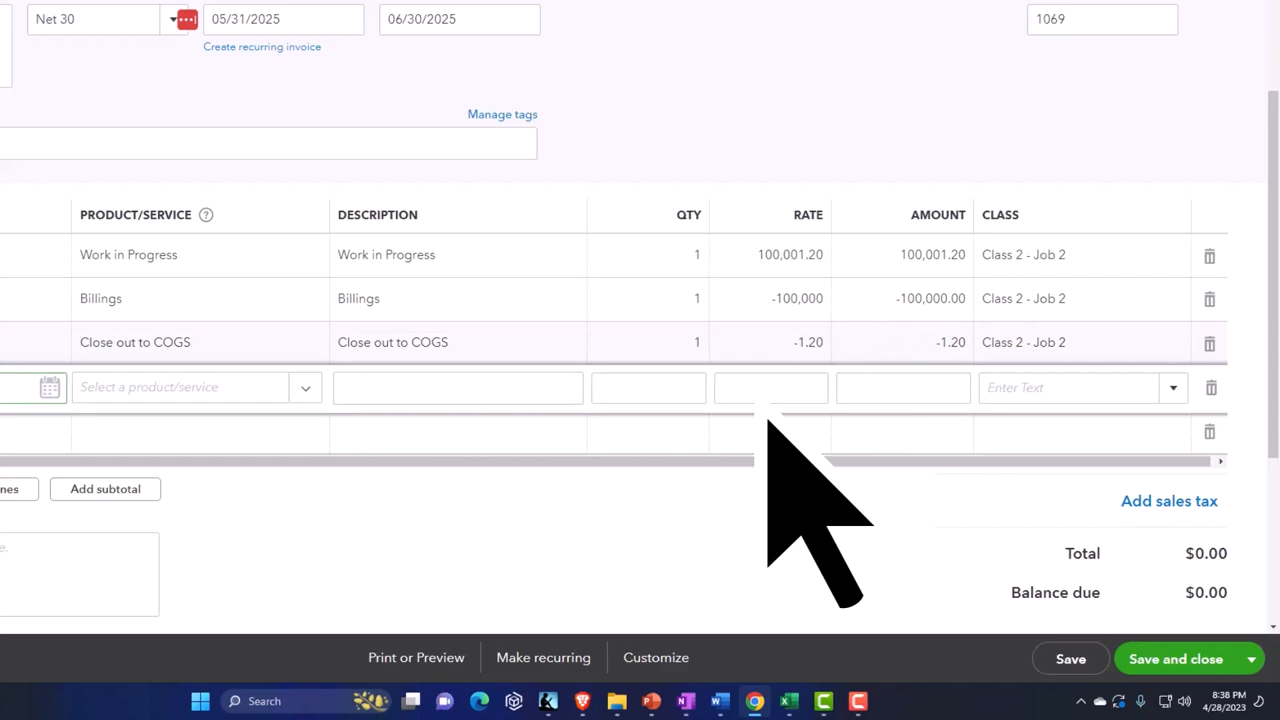 Net 30 05/31/2025 06/30/2025 1069
Create recurring invoice
Manage tags
PRODUCT/SERVICE ? DESCRIPTION QTY RATE AMOUNT CLASS
Work in Progress Work in Progress 1 100,001.20 100,001.20 Class 2 - Job 2
Billings Billings 1 -100,000 -100,000.00 Class 2 - Job 2
Close out to COGS Close out to COGS 1 -1.20 -1.20 Class 2 - Job 2
Select a product/service Enter Text
nes Add subtotal
Add sales tax
e.
Total $0.00
Balance due $0.00
Print or Preview Make recurring Customize Save Save and close
Search
8:38 PM
4/28/2023